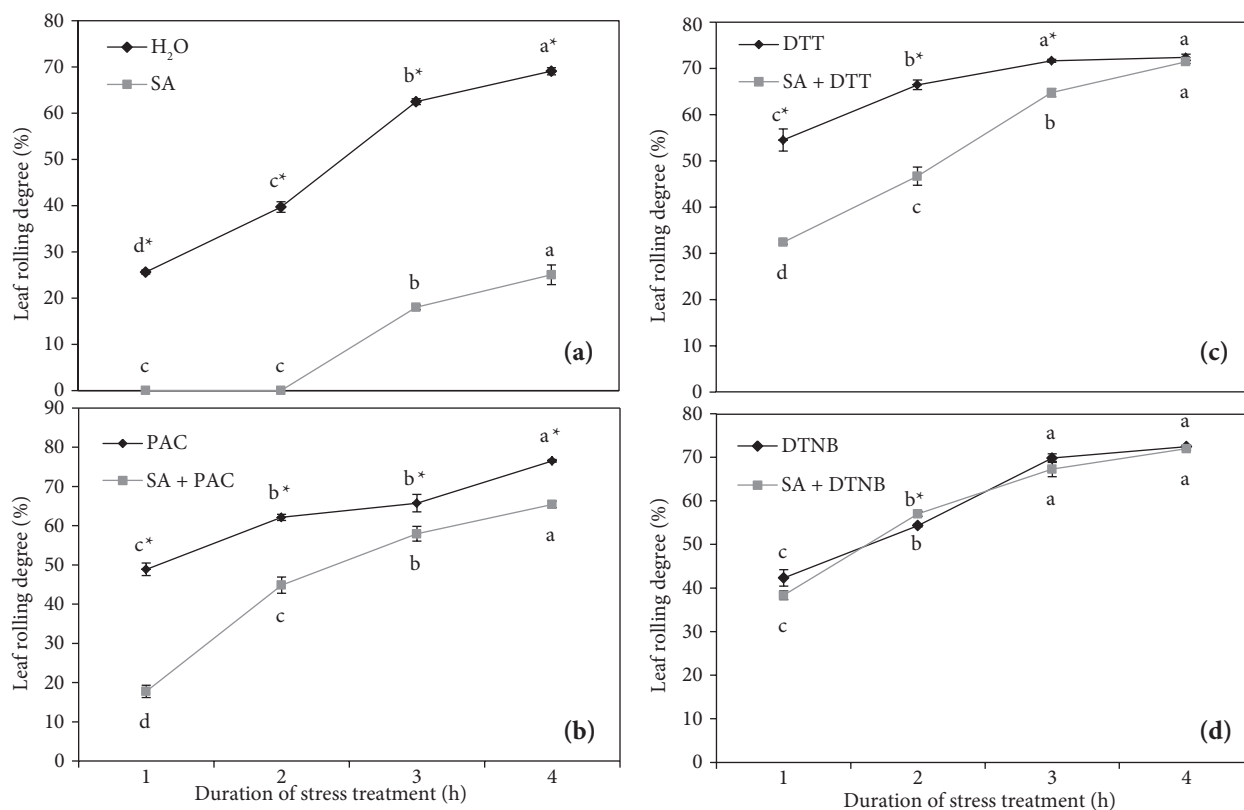 80
70
60
50
40
30
20
10
0
Leaf rolling degree (%)
H₂O
SA
d*
c*
b*
a*
c
c
b
a
(a)
90
80
70
60
50
40
30
20
10
0
Leaf rolling degree (%)
PAC
SA + PAC
c*
b*
b*
a*
d
c
b
a
(b)
1 2 3 4
Duration of stress treatment (h)
80
70
60
50
40
30
20
10
0
Leaf rolling degree (%)
DTT
SA + DTT
c*
b*
a*
a
d
c
b
a
(c)
80
70
60
50
40
30
20
10
0
Leaf rolling degree (%)
DTNB
SA + DTNB
c
b*
a
a
c
b
a
a
(d)
1 2 3 4
Duration of stress treatment (h)